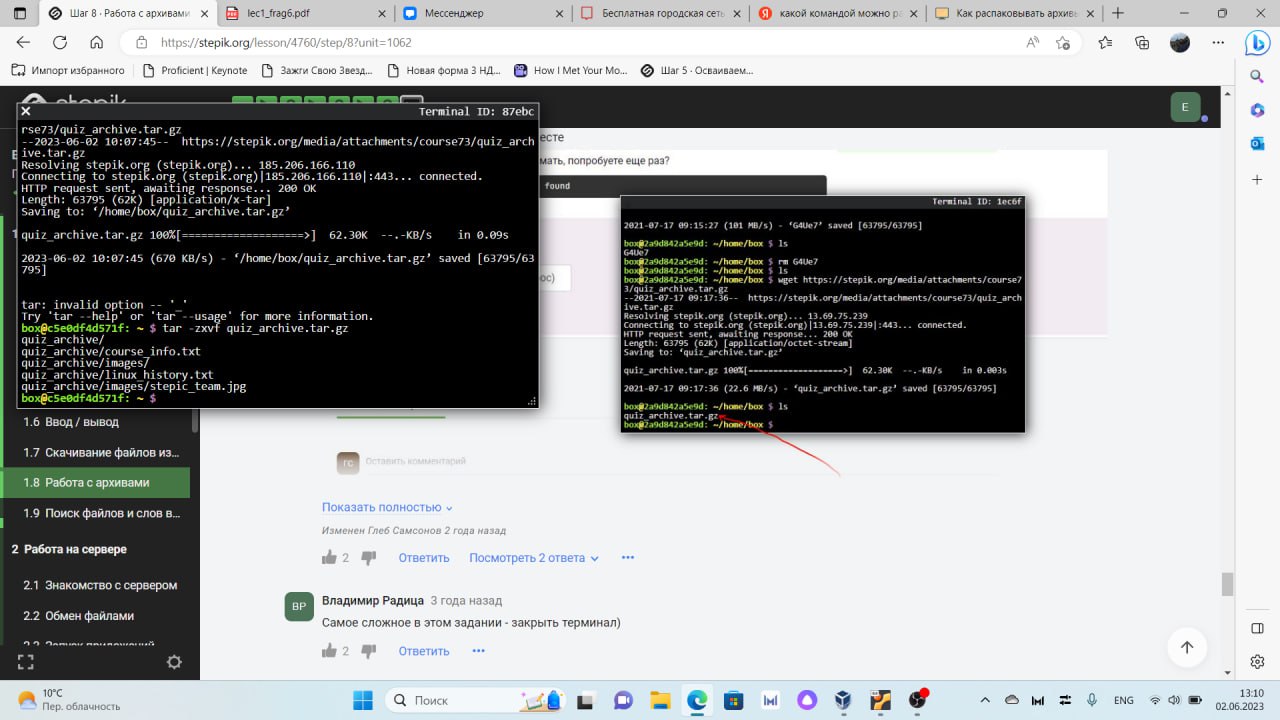 Шаг 8 · Работа с архивами
lec1_frag6.pdf
Мессенджер
Бесплатная городская сеть
какой командой можно ра
Как распаковывать архив
https://stepik.org/lesson/4760/step/8?unit=1062
Импорт избранного
Proficient | Keynote
Зажги Свою Звезд...
Новая форма 3 НД...
How I Met Your Mo...
Шаг 5 · Осваиваем...
stepik
E
Terminal ID: 87ebc
rse73/quiz_archive.tar.gz
--2023-06-02 10:07:45-- https://stepik.org/media/attachments/course73/quiz_arch
ive.tar.gz
Resolving stepik.org (stepik.org)... 185.206.166.110
Connecting to stepik.org (stepik.org)|185.206.166.110|:443... connected.
HTTP request sent, awaiting response... 200 OK
Length: 63795 (62K) [application/x-tar]
Saving to: ‘/home/box/quiz_archive.tar.gz’
quiz_archive.tar.gz 100%[===================>] 62.30K --.-KB/s in 0.09s
2023-06-02 10:07:45 (670 KB/s) - ‘/home/box/quiz_archive.tar.gz’ saved [63795/63
795]
tar: invalid option -- '_'
Try 'tar --help' or 'tar --usage' for more information.
box@c5e0df4d571f: ~ $ tar -zxvf quiz_archive.tar.gz
quiz_archive/
quiz_archive/course_info.txt
quiz_archive/images/
quiz_archive/linux_history.txt
quiz_archive/images/stepic_team.jpg
box@c5e0df4d571f: ~ $
есте
мать, попробуете еще раз?
found
ос)
Terminal ID: 1ec6f
2021-07-17 09:15:27 (101 MB/s) - ‘G4Ue7’ saved [63795/63795]
box@2a9d842a5e9d: ~/home/box $ ls
G4Ue7
box@2a9d842a5e9d: ~/home/box $ rm G4Ue7
box@2a9d842a5e9d: ~/home/box $ ls
box@2a9d842a5e9d: ~/home/box $ wget https://stepik.org/media/attachments/course7
3/quiz_archive.tar.gz
--2021-07-17 09:17:36-- https://stepik.org/media/attachments/course73/quiz_arch
ive.tar.gz
Resolving stepik.org (stepik.org)... 13.69.75.239
Connecting to stepik.org (stepik.org)|13.69.75.239|:443... connected.
HTTP request sent, awaiting response... 200 OK
Length: 63795 (62K) [application/octet-stream]
Saving to: ‘quiz_archive.tar.gz’
quiz_archive.tar.gz 100%[===================>] 62.30K --.-KB/s in 0.003s
2021-07-17 09:17:36 (22.6 MB/s) - ‘quiz_archive.tar.gz’ saved [63795/63795]
box@2a9d842a5e9d: ~/home/box $ ls
quiz_archive.tar.gz
box@2a9d842a5e9d: ~/home/box $
1.6 Ввод / вывод
1.7 Скачивание файлов из...
1.8 Работа с архивами
1.9 Поиск файлов и слов в...
2 Работа на сервере
2.1 Знакомство с сервером
2.2 Обмен файлами
2.3 Запуск приложений
ГС
Оставить комментарий
Показать полностью
Изменен Глеб Самсонов 2 года назад
2
Ответить
Посмотреть 2 ответа
ВР
Владимир Радица 3 года назад
Самое сложное в этом задании - закрыть терминал)
2
Ответить
10°C
Пер. облачность
Поиск
ENG
13:10
02.06.2023